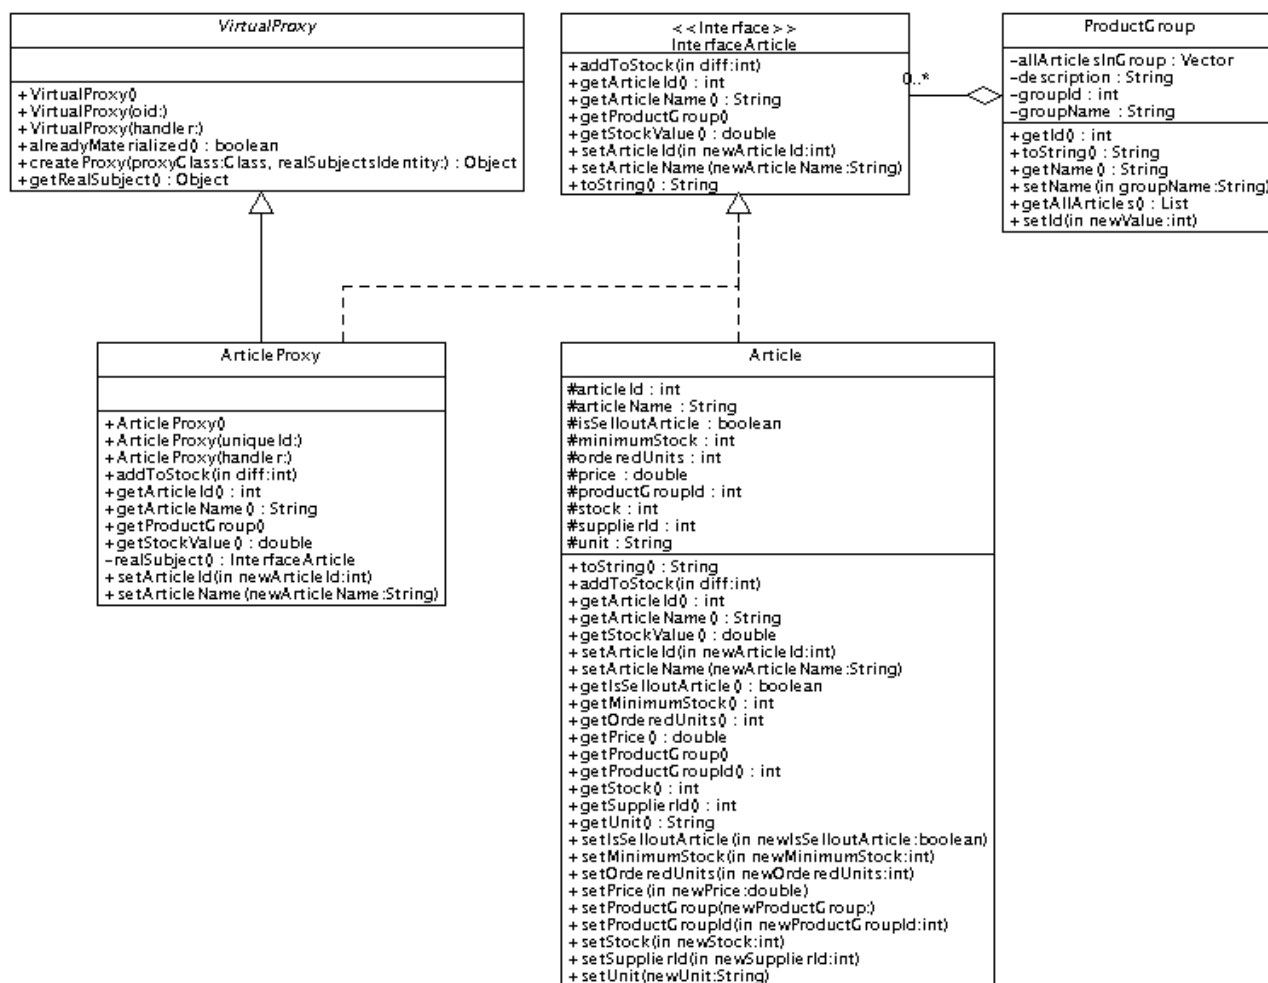 VirtualProxy
+VirtualProxy()
+VirtualProxy(oid:)
+VirtualProxy(handler:)
+alreadyMaterialized() : boolean
+createProxy(proxyClass:Class, realSubjectsIdentity:) : Object
+getRealSubject() : Object
<<Interface>>
InterfaceArticle
+addToStock(in diff:int)
+getArticleId() : int
+getArticleName() : String
+getProductGroup()
+getStockValue() : double
+setArticleId(in newArticleId:int)
+setArticleName(newArticleName:String)
+toString() : String
0..*
ProductGroup
-allArticlesInGroup : Vector
-description : String
-groupId : int
-groupName : String
+getId() : int
+toString() : String
+getName() : String
+setName(in groupName:String)
+getAllArticles() : List
+setId(in newValue:int)
ArticleProxy
+ArticleProxy()
+ArticleProxy(uniqueId:)
+ArticleProxy(handler:)
+addToStock(in diff:int)
+getArticleId() : int
+getArticleName() : String
+getProductGroup()
+getStockValue() : double
-realSubject() : InterfaceArticle
+setArticleId(in newArticleId:int)
+setArticleName(newArticleName:String)
Article
#articleId : int
#articleName : String
#isSelloutArticle : boolean
#minimumStock : int
#orderedUnits : int
#price : double
#productGroupId : int
#stock : int
#supplierId : int
#unit : String
+toString() : String
+addToStock(in diff:int)
+getArticleId() : int
+getArticleName() : String
+getStockValue() : double
+setArticleId(in newArticleId:int)
+setArticleName(newArticleName:String)
+getIsSelloutArticle() : boolean
+getMinimumStock() : int
+getOrderedUnits() : int
+getPrice() : double
+getProductGroup()
+getProductGroupId() : int
+getStock() : int
+getSupplierId() : int
+getUnit() : String
+setIsSelloutArticle(in newIsSelloutArticle:boolean)
+setMinimumStock(in newMinimumStock:int)
+setOrderedUnits(in newOrderedUnits:int)
+setPrice(in newPrice:double)
+setProductGroup(newProductGroup:)
+setProductGroupId(in newProductGroupId:int)
+setStock(in newStock:int)
+setSupplierId(in newSupplierId:int)
+setUnit(newUnit:String)